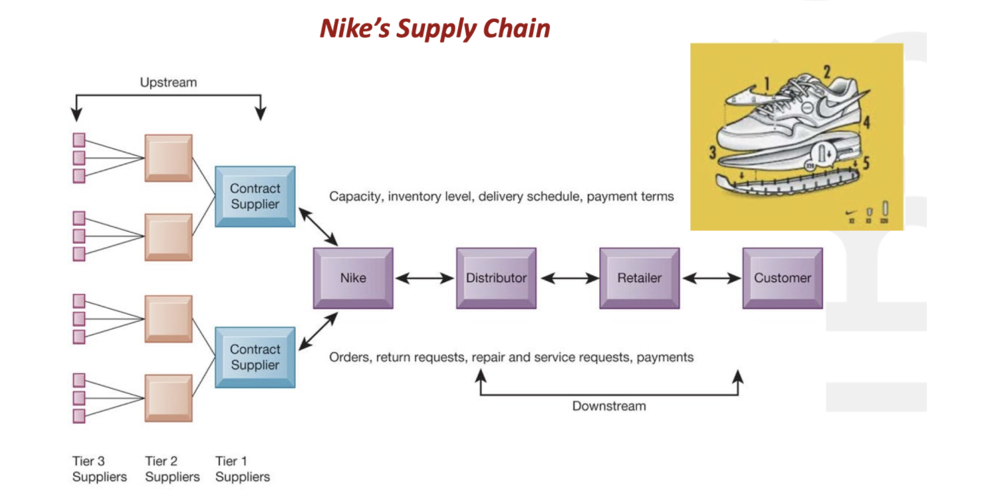 Nike’s Supply Chain
Upstream
1
2
3
4
5
X2
X20
Contract
Supplier
Capacity, inventory level, delivery schedule, payment terms
Nike
Distributor
Retailer
Customer
Contract
Supplier
Orders, return requests, repair and service requests, payments
Downstream
Tier 3
Suppliers
Tier 2
Suppliers
Tier 1
Suppliers